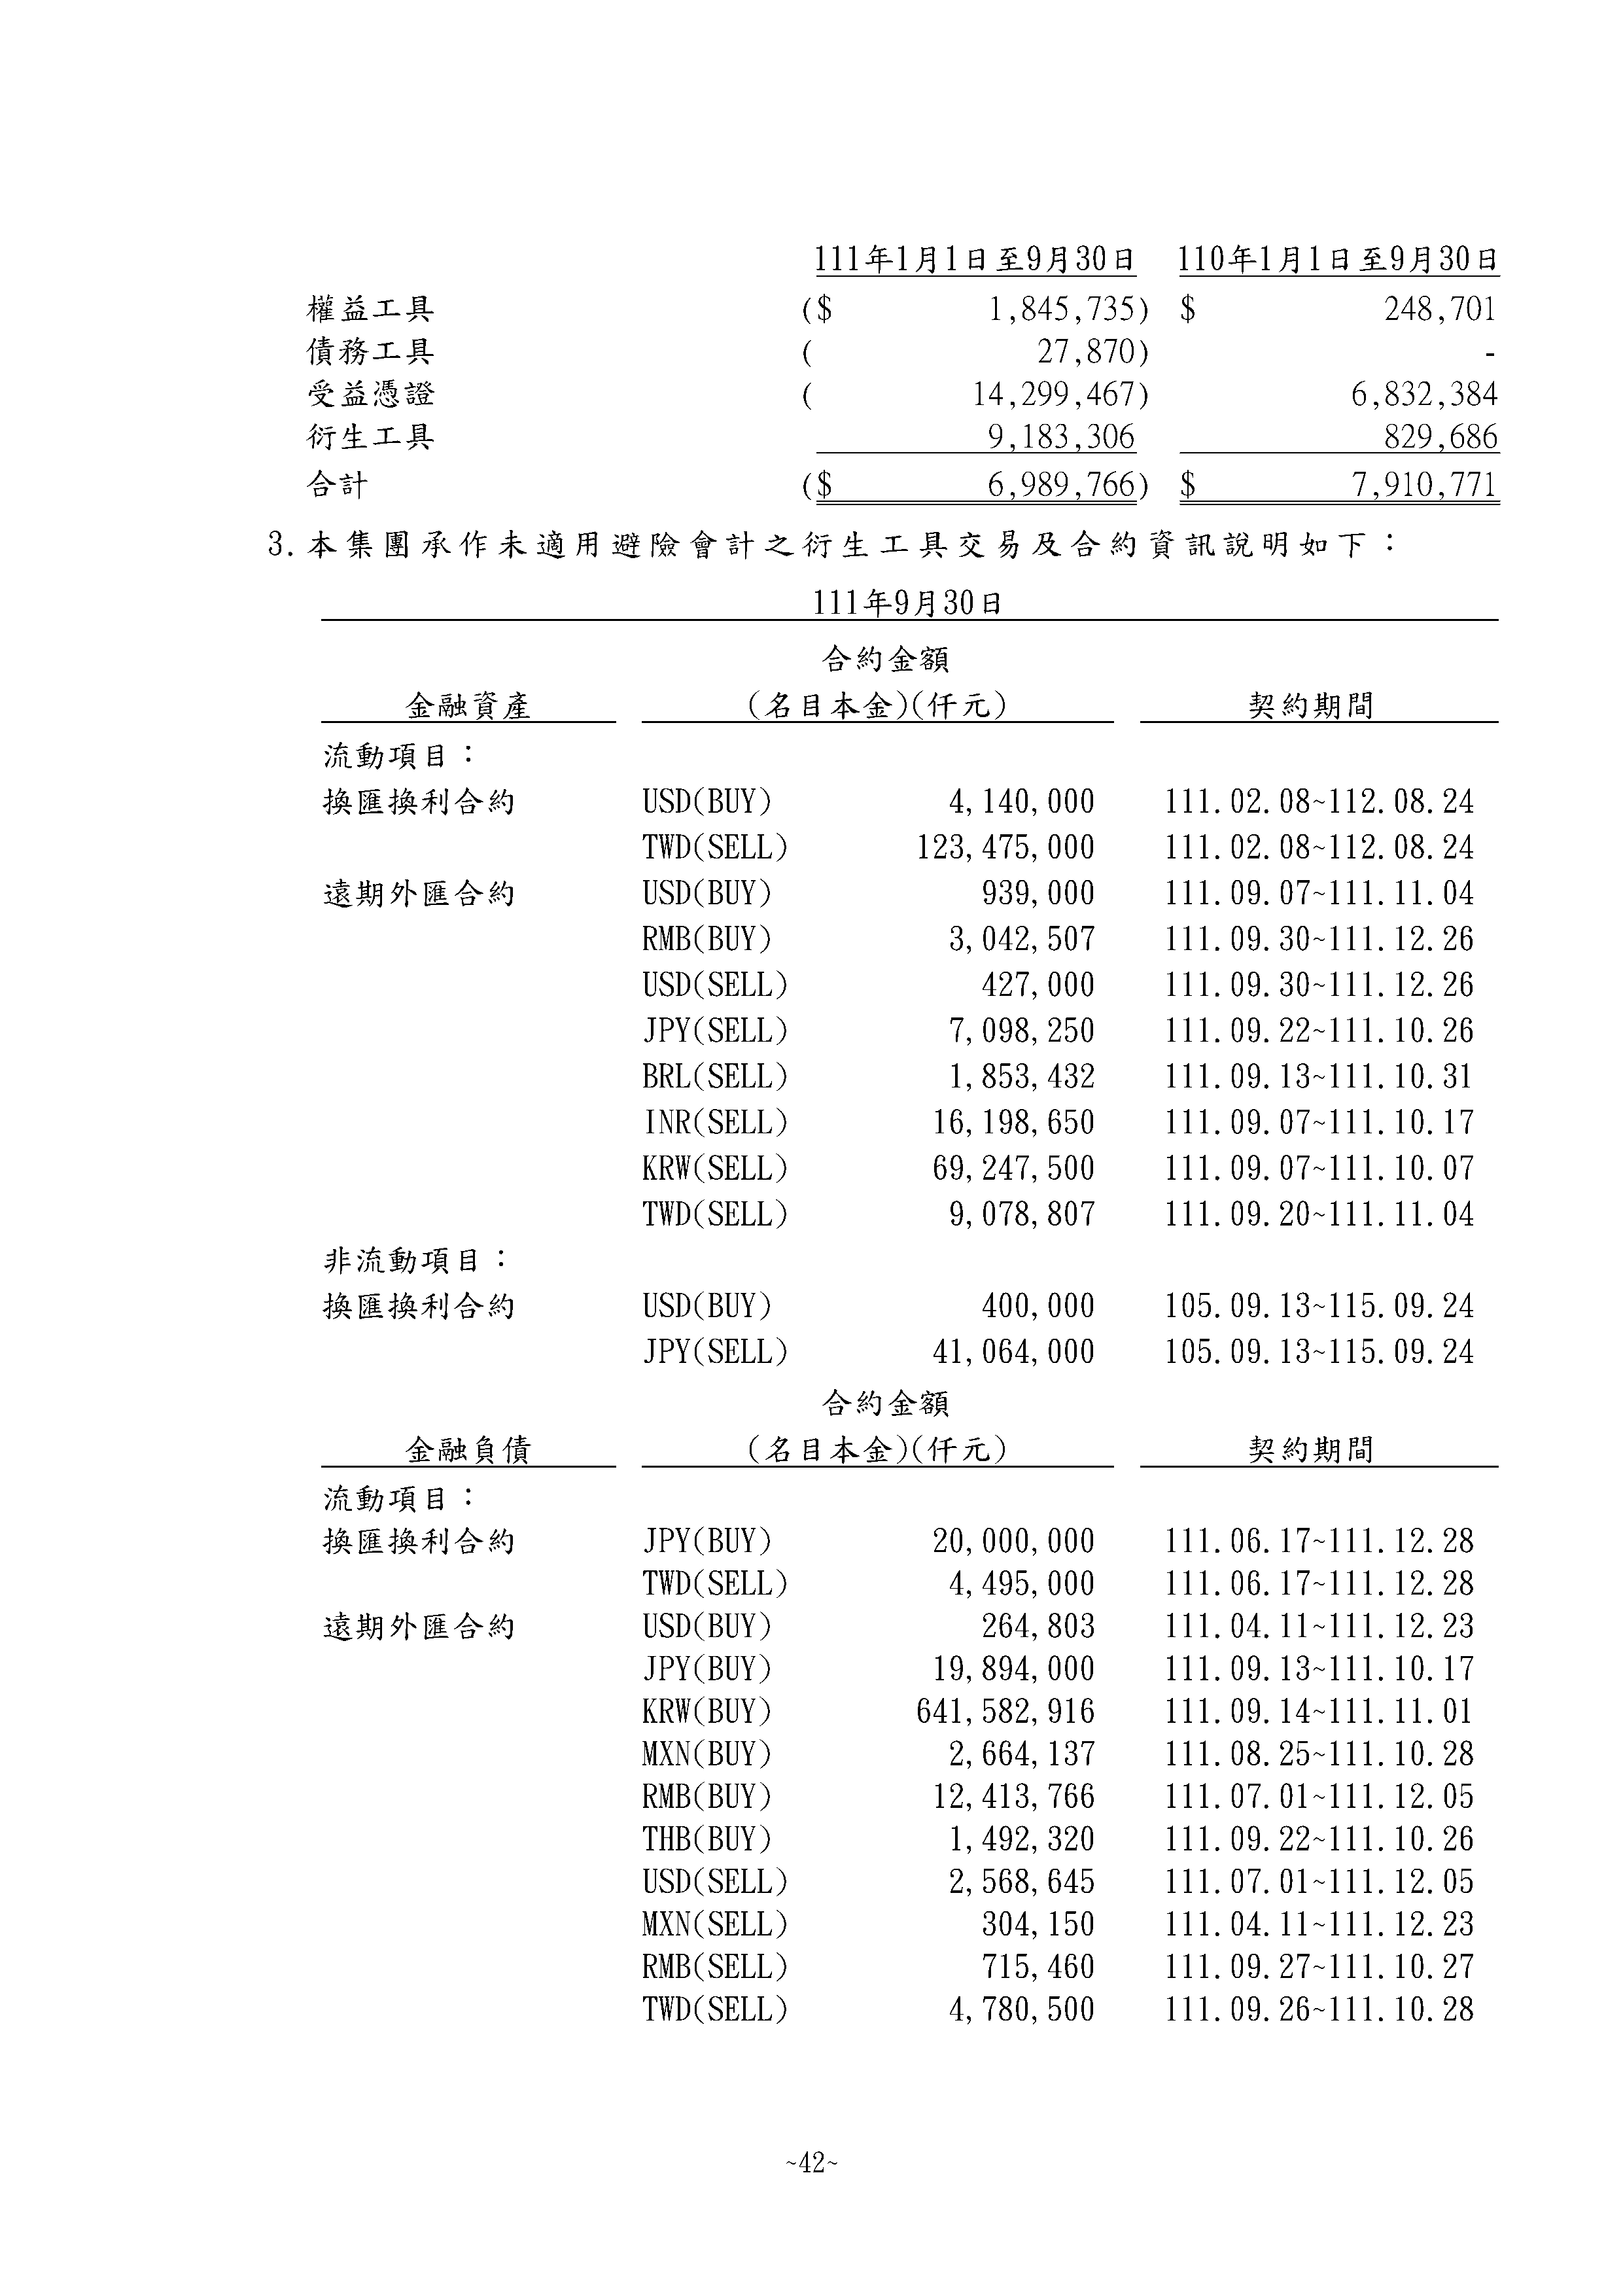 111年1月1日至9月30日 110年1月1日至9月30日
權益工具 ($ 1,845,735) $ 248,701
債務工具 ( 27,870) -
受益憑證 ( 14,299,467) 6,832,384
衍生工具 9,183,306 829,686
合計 ($ 6,989,766) $ 7,910,771
3.本集團承作未適用避險會計之衍生工具交易及合約資訊說明如下：
111年9月30日
合約金額
金融資產 (名目本金)(仟元) 契約期間
流動項目：
換匯換利合約 USD(BUY) 4,140,000 111.02.08~112.08.24
TWD(SELL) 123,475,000 111.02.08~112.08.24
遠期外匯合約 USD(BUY) 939,000 111.09.07~111.11.04
RMB(BUY) 3,042,507 111.09.30~111.12.26
USD(SELL) 427,000 111.09.30~111.12.26
JPY(SELL) 7,098,250 111.09.22~111.10.26
BRL(SELL) 1,853,432 111.09.13~111.10.31
INR(SELL) 16,198,650 111.09.07~111.10.17
KRW(SELL) 69,247,500 111.09.07~111.10.07
TWD(SELL) 9,078,807 111.09.20~111.11.04
非流動項目：
換匯換利合約 USD(BUY) 400,000 105.09.13~115.09.24
JPY(SELL) 41,064,000 105.09.13~115.09.24
合約金額
金融負債 (名目本金)(仟元) 契約期間
流動項目：
換匯換利合約 JPY(BUY) 20,000,000 111.06.17~111.12.28
TWD(SELL) 4,495,000 111.06.17~111.12.28
遠期外匯合約 USD(BUY) 264,803 111.04.11~111.12.23
JPY(BUY) 19,894,000 111.09.13~111.10.17
KRW(BUY) 641,582,916 111.09.14~111.11.01
MXN(BUY) 2,664,137 111.08.25~111.10.28
RMB(BUY) 12,413,766 111.07.01~111.12.05
THB(BUY) 1,492,320 111.09.22~111.10.26
USD(SELL) 2,568,645 111.07.01~111.12.05
MXN(SELL) 304,150 111.04.11~111.12.23
RMB(SELL) 715,460 111.09.27~111.10.27
TWD(SELL) 4,780,500 111.09.26~111.10.28
~42~